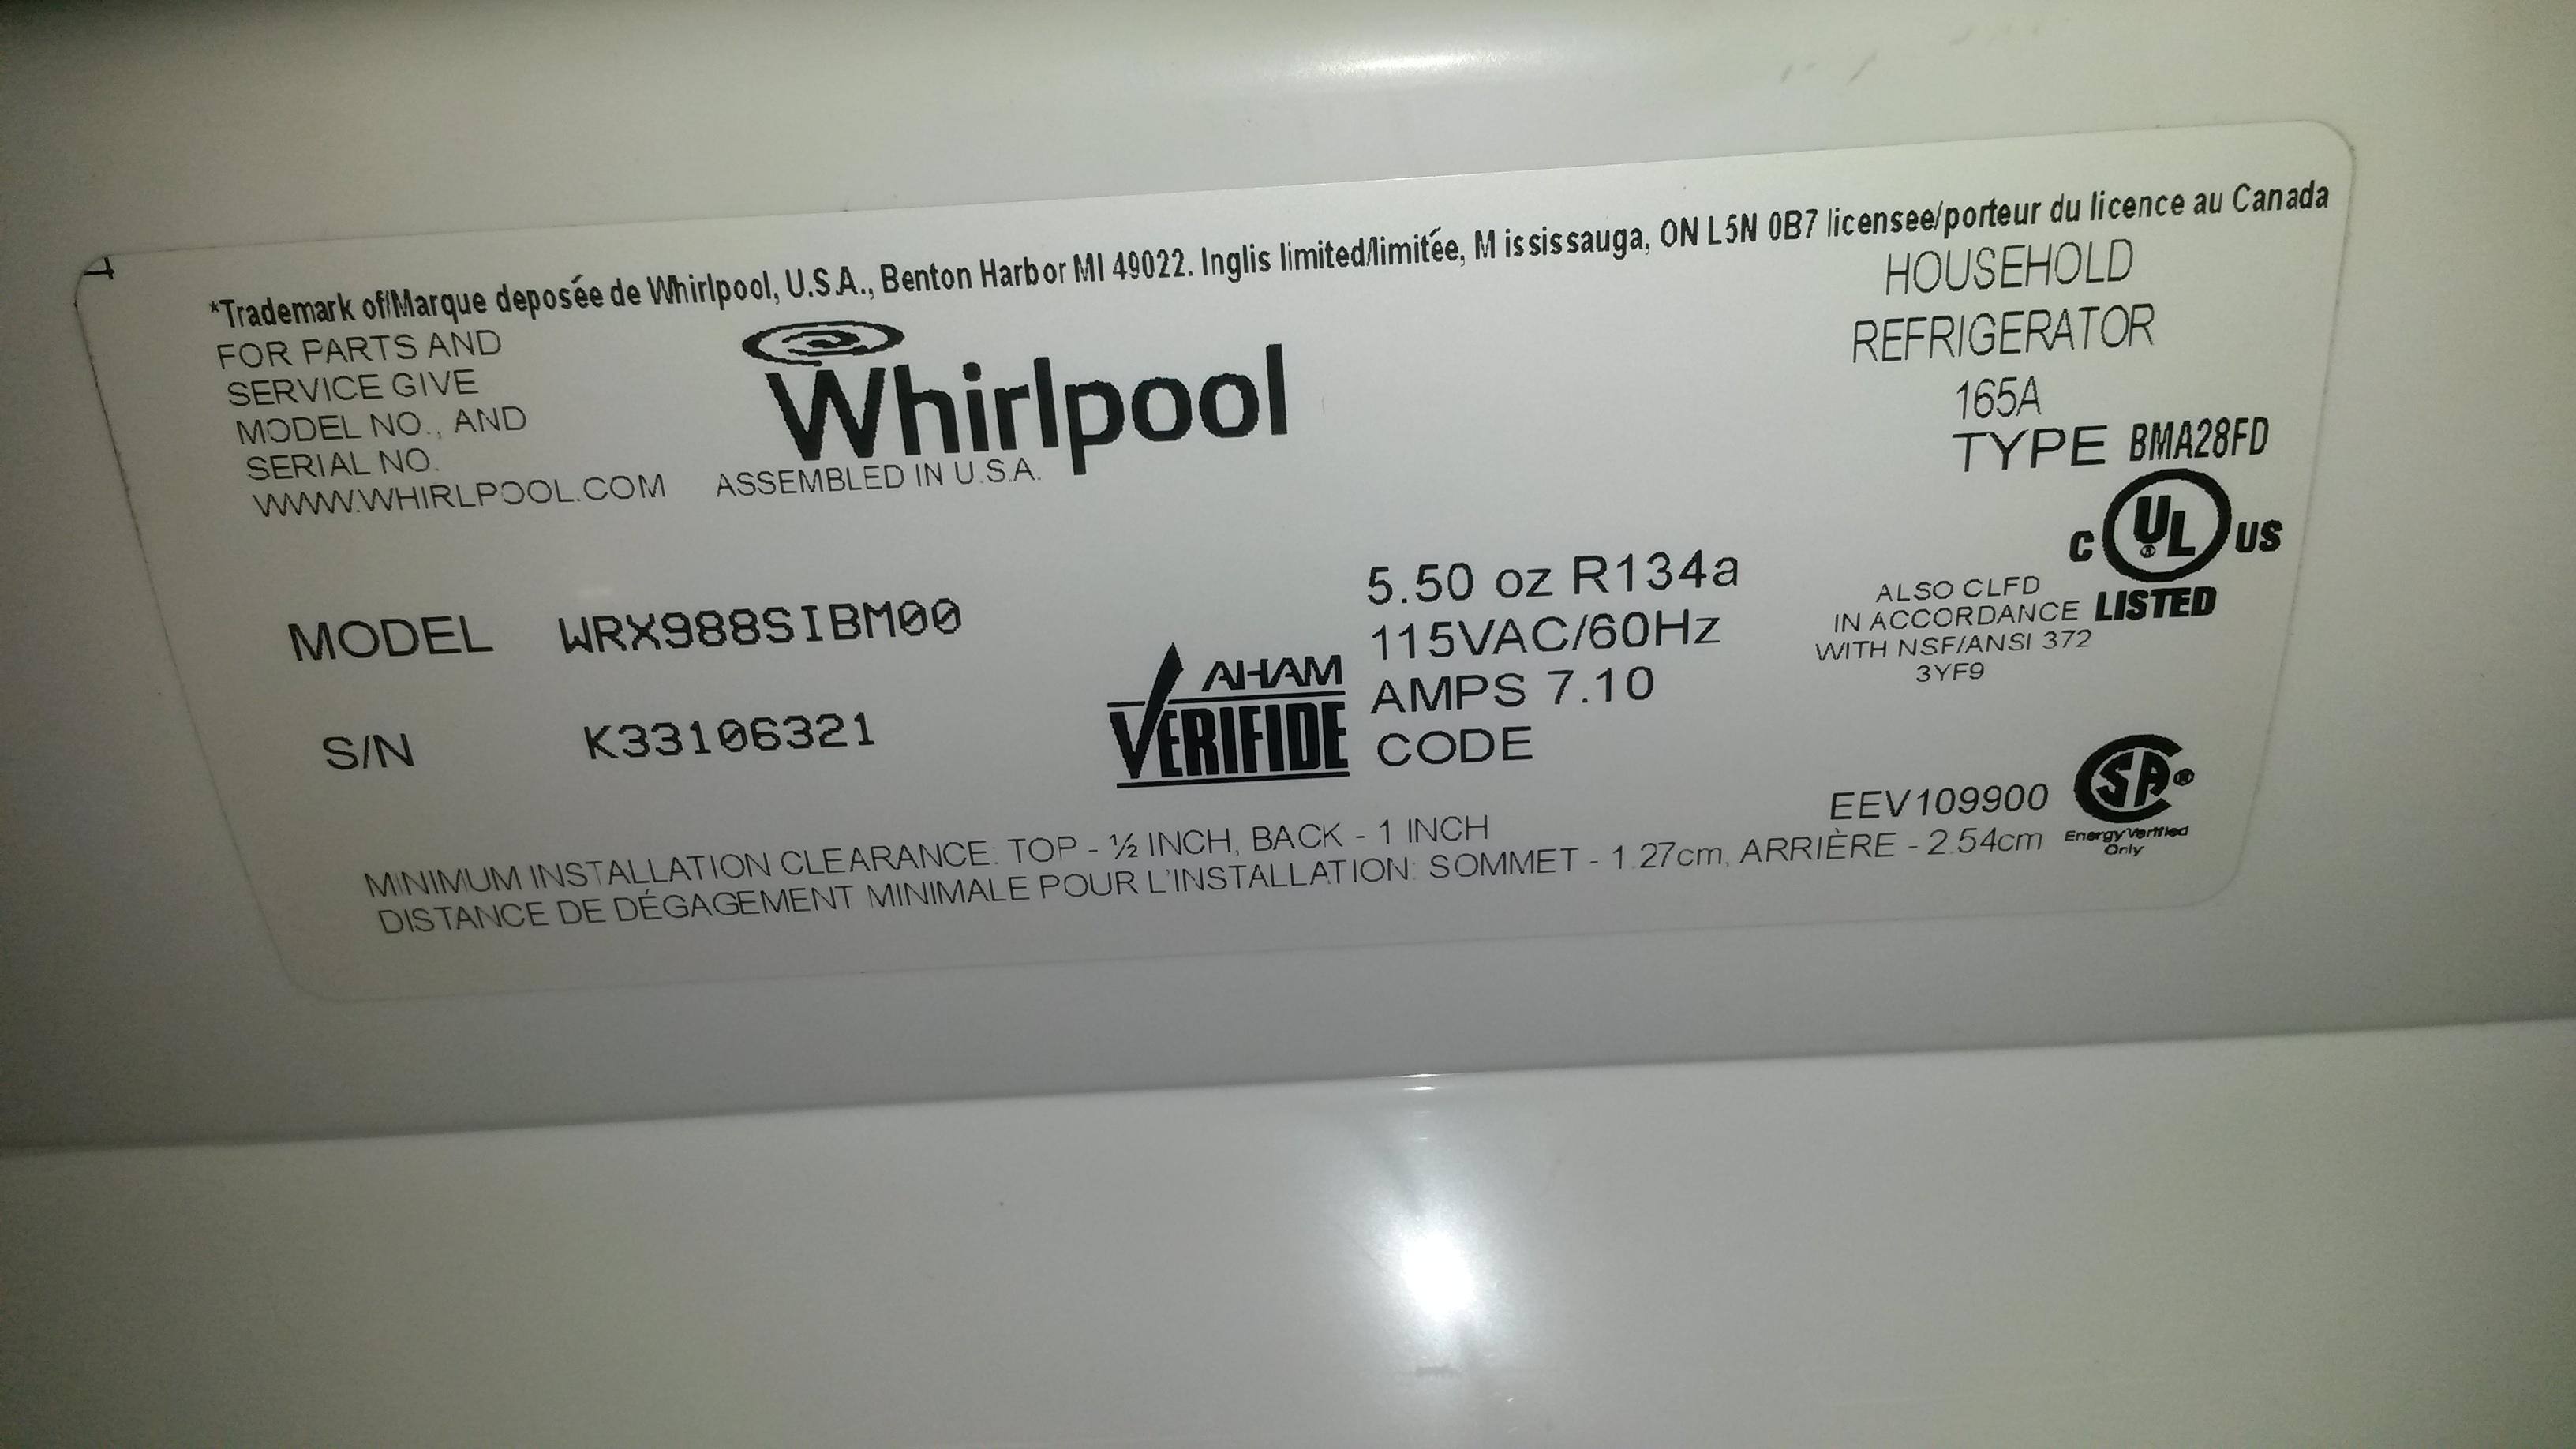 *Trademark of/Marque deposée de Whirlpool, U.S.A., Benton Harbor MI 49022. Inglis limited/limitée, Mississauga, ON L5N 0B7 licensee/porteur du licence au Canada
FOR PARTS AND
SERVICE GIVE
MODEL NO., AND
SERIAL NO.
WWW.WHIRLPOOL.COM
Whirlpool
ASSEMBLED IN U.S.A.
HOUSEHOLD
REFRIGERATOR
165A
TYPE BMA28FD
C UL ® US
LISTED
ALSO CLFD
IN ACCORDANCE
WITH NSF/ANSI 372
3YF9
MODEL WRX988SIBM00
S/N K33106321
AHAM
VERIFIDE
5.50 oz R134a
115VAC/60Hz
AMPS 7.10
CODE
EEV109900
CSA®
Energy Verified
Only
MINIMUM INSTALLATION CLEARANCE: TOP - ½ INCH, BACK - 1 INCH
DISTANCE DE DÉGAGEMENT MINIMALE POUR L'INSTALLATION: SOMMET - 1.27cm, ARRIÈRE - 2.54cm